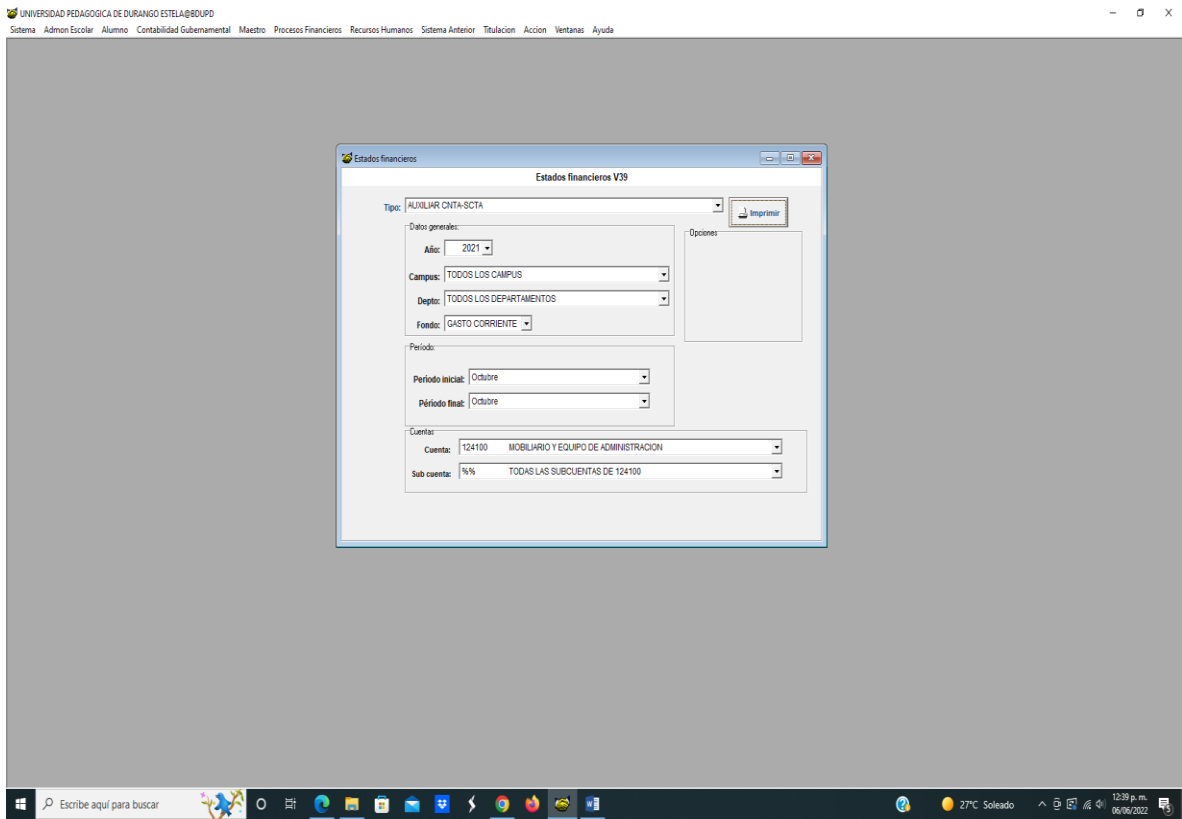 UNIVERSIDAD PEDAGOGICA DE DURANGO ESTELA@BDUPD
Sistema Admon Escolar Alumno Contabilidad Gubernamental Maestro Procesos Financieros Recursos Humanos Sistema Anterior Titulacion Accion Ventanas Ayuda
Estados financieros
Estados financieros V39
Tipo: AUXILIAR CNTA-SCTA
Imprimir
Datos generales:
Opciones
Año: 2021
Campus: TODOS LOS CAMPUS
Depto: TODOS LOS DEPARTAMENTOS
Fondo: GASTO CORRIENTE
Período:
Periodo inicial: Octubre
Période final: Octubre
Cuentas
Cuenta: 124100 MOBILIARIO Y EQUIPO DE ADMINISTRACION
Sub cuenta: %% TODAS LAS SUBCUENTAS DE 124100
Escribe aquí para buscar
27°C Soleado
12:39 p. m.
06/06/2022
5